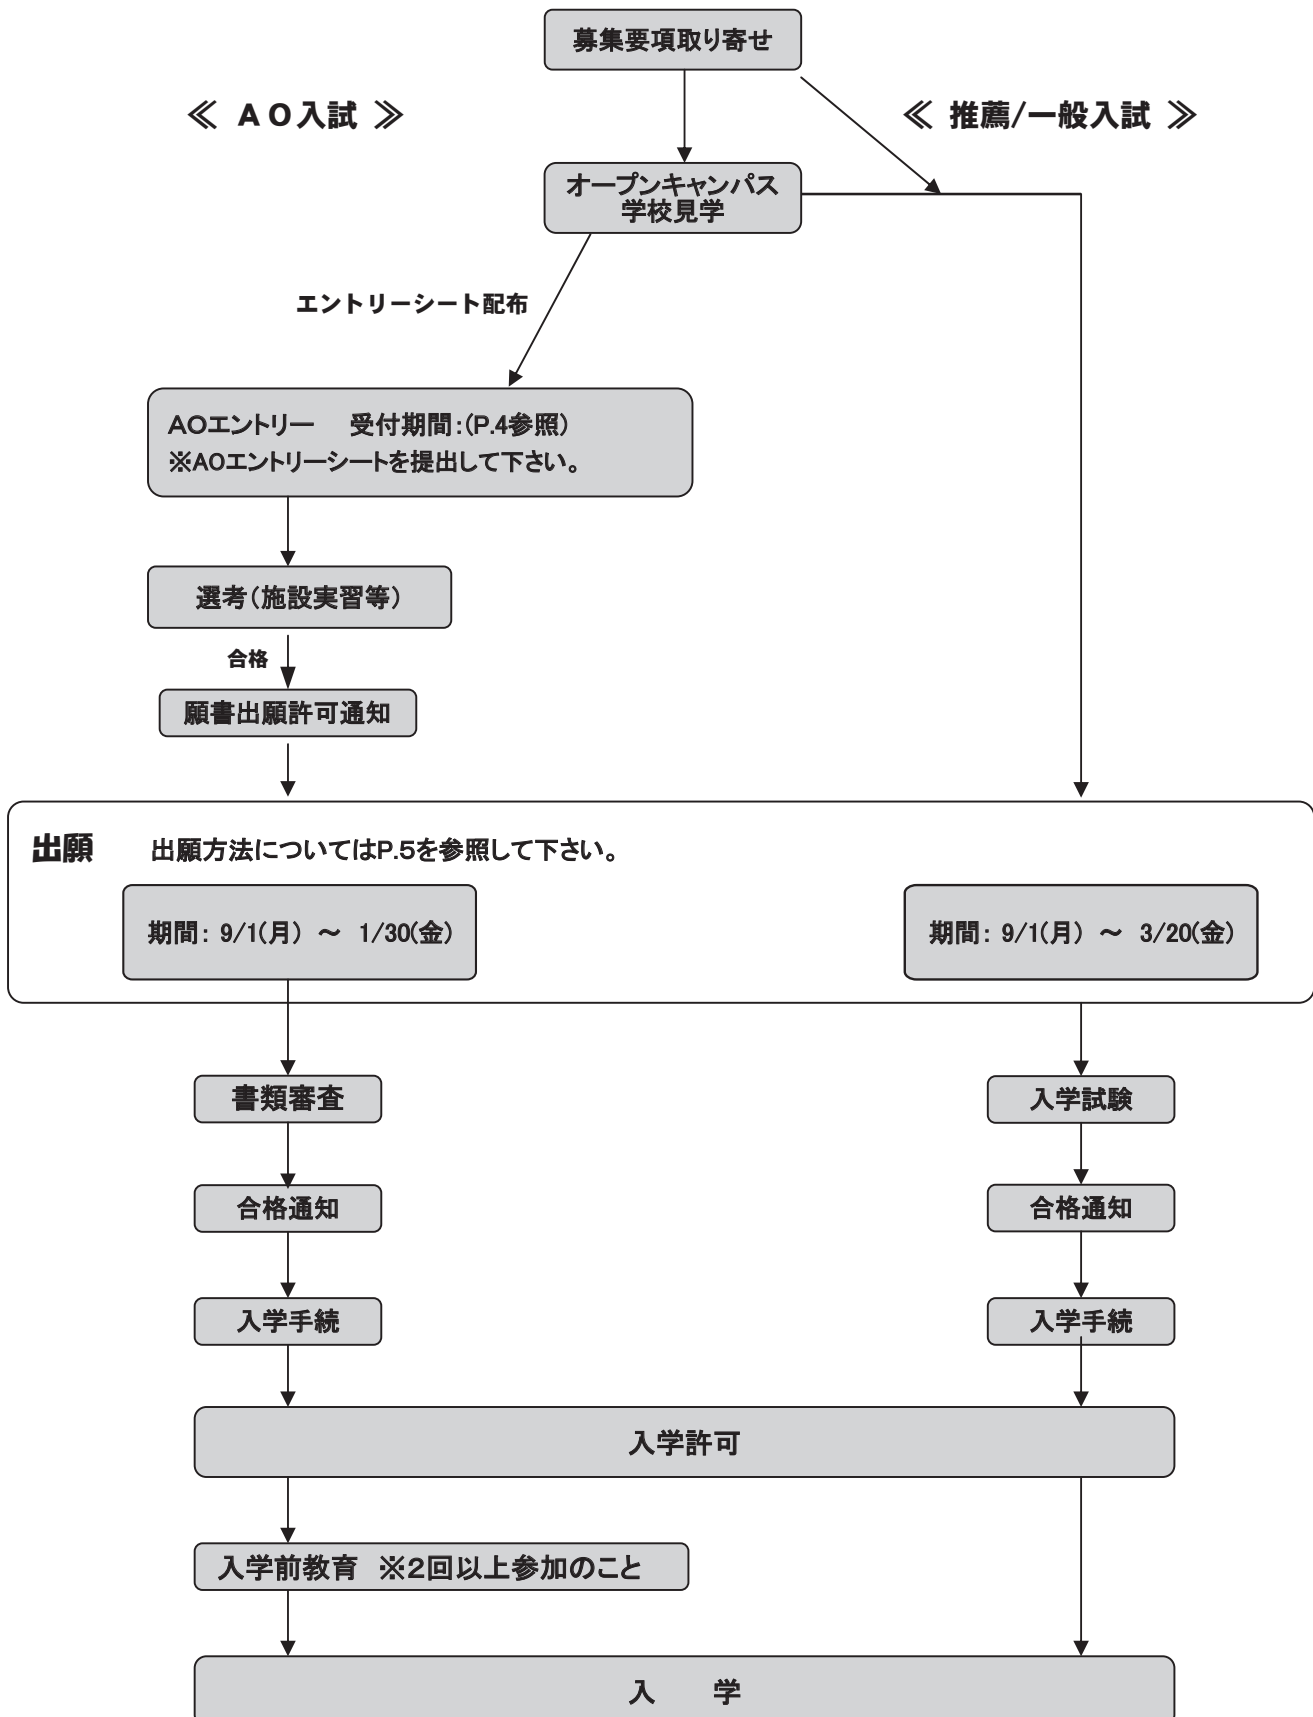 募集要項取り寄せ
≪ ＡＯ入試 ≫
≪ 推薦/一般入試 ≫
オープンキャンパス
学校見学
エントリーシート配布
AOエントリー　受付期間：(P.4参照)
※AOエントリーシートを提出して下さい。
選考（施設実習等）
合格
願書出願許可通知
出願　出願方法についてはP.5を参照して下さい。
期間： 9/1(月) ～ 1/30(金)
期間： 9/1(月) ～ 3/20(金)
書類審査
入学試験
合格通知
合格通知
入学手続
入学手続
入学許可
入学前教育　※２回以上参加のこと
入　学